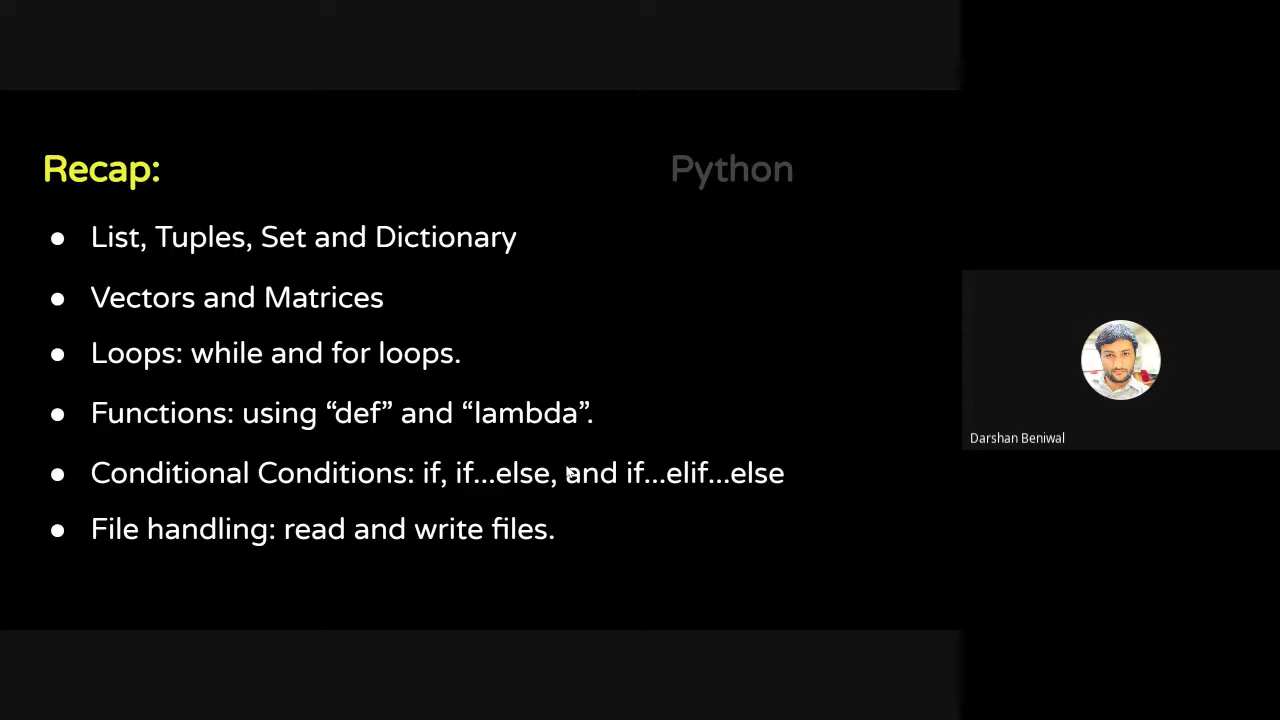 Recap:
Python
● List, Tuples, Set and Dictionary
● Vectors and Matrices
● Loops: while and for loops.
● Functions: using “def” and “lambda”.
● Conditional Conditions: if, if...else, and if...elif...else
● File handling: read and write files.
Darshan Beniwal